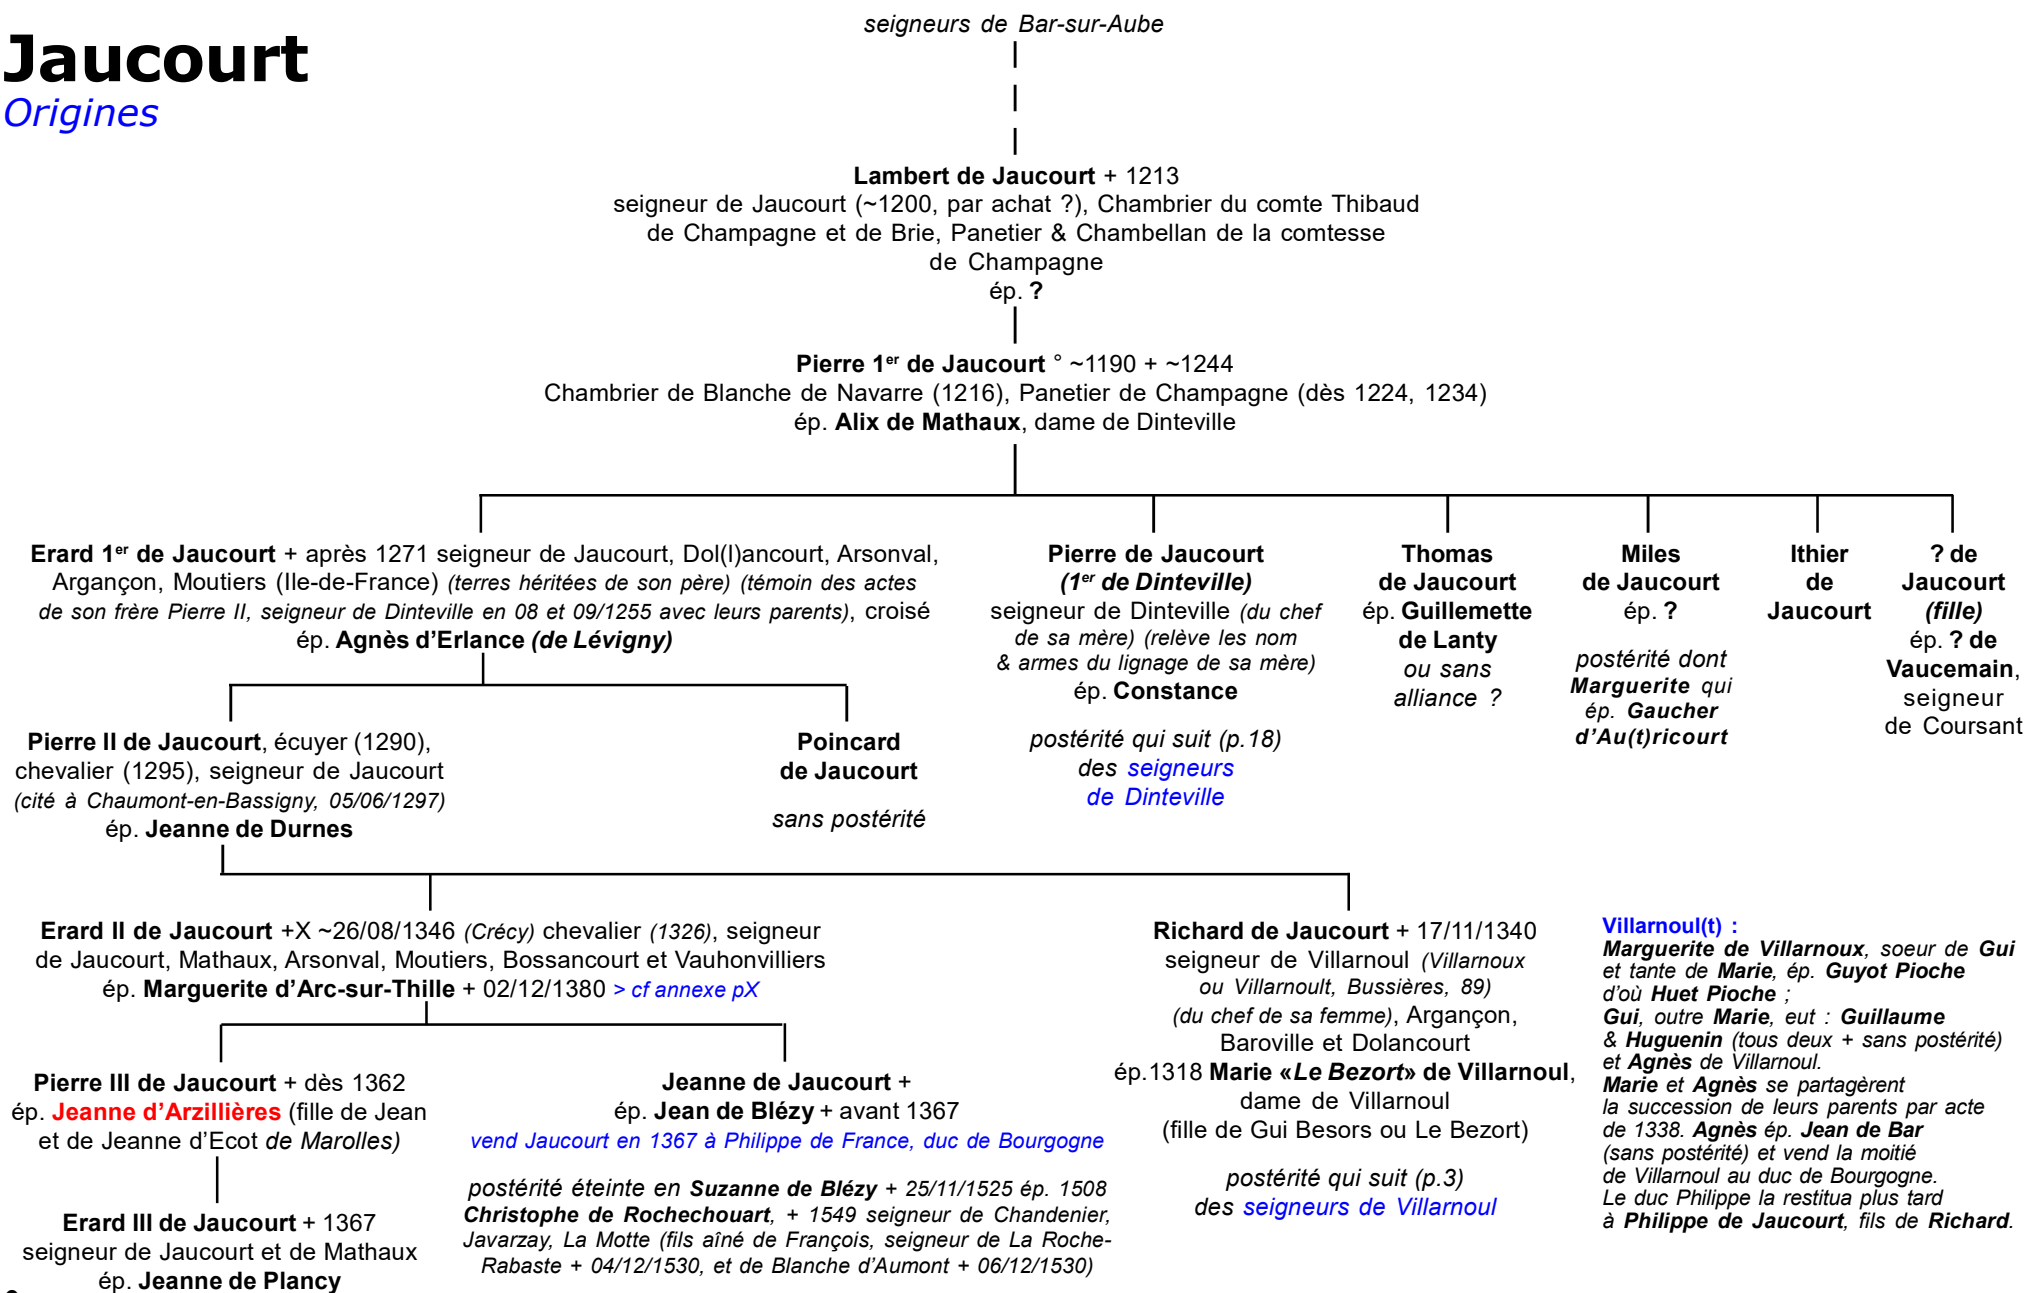 Jaucourt
Origines
seigneurs de Bar-sur-Aube
Lambert de Jaucourt + 1213
seigneur de Jaucourt (~1200, par achat ?), Chambrier du comte Thibaud
de Champagne et de Brie, Panetier & Chambellan de la comtesse
de Champagne
ép. ?
Pierre 1er de Jaucourt ° ~1190 + ~1244
Chambrier de Blanche de Navarre (1216), Panetier de Champagne (dès 1224, 1234)
ép. Alix de Mathaux, dame de Dinteville
Erard 1er de Jaucourt + après 1271 seigneur de Jaucourt, Dol(l)ancourt, Arsonval,
Argançon, Moutiers (Ile-de-France) (terres héritées de son père) (témoin des actes
de son frère Pierre II, seigneur de Dinteville en 08 et 09/1255 avec leurs parents), croisé
ép. Agnès d'Erlance (de Lévigny)
Pierre de Jaucourt
(1er de Dinteville)
seigneur de Dinteville (du chef
de sa mère) (relève les nom
& armes du lignage de sa mère)
ép. Constance
postérité qui suit (p.18)
des seigneurs
de Dinteville
Thomas
de Jaucourt
ép. Guillemette
de Lanty
ou sans
alliance ?
Miles
de Jaucourt
ép. ?
postérité dont
Marguerite qui
ép. Gaucher
d'Au(t)ricourt
Ithier
de
Jaucourt
? de
Jaucourt
(fille)
ép. ? de
Vaucemain,
seigneur
de Coursant
Pierre II de Jaucourt, écuyer (1290),
chevalier (1295), seigneur de Jaucourt
(cité à Chaumont-en-Bassigny, 05/06/1297)
ép. Jeanne de Durnes
Poincard
de Jaucourt
sans postérité
Erard II de Jaucourt +X ~26/08/1346 (Crécy) chevalier (1326), seigneur
de Jaucourt, Mathaux, Arsonval, Moutiers, Bossancourt et Vauhonvilliers
ép. Marguerite d'Arc-sur-Thille + 02/12/1380 > cf annexe pX
Richard de Jaucourt + 17/11/1340
seigneur de Villarnoul (Villarnoux
ou Villarnoult, Bussières, 89)
(du chef de sa femme), Argançon,
Baroville et Dolancourt
ép.1318 Marie «Le Bezort» de Villarnoul,
dame de Villarnoul
(fille de Gui Besors ou Le Bezort)
postérité qui suit (p.3)
des seigneurs de Villarnoul
Villarnoul(t) :
Marguerite de Villarnoux, soeur de Gui
et tante de Marie, ép. Guyot Pioche
d'où Huet Pioche ;
Gui, outre Marie, eut : Guillaume
& Huguenin (tous deux + sans postérité)
et Agnès de Villarnoul.
Marie et Agnès se partagèrent
la succession de leurs parents par acte
de 1338. Agnès ép. Jean de Bar
(sans postérité) et vend la moitié
de Villarnoul au duc de Bourgogne.
Le duc Philippe la restitua plus tard
à Philippe de Jaucourt, fils de Richard.
Pierre III de Jaucourt + dès 1362
ép. Jeanne d'Arzillières (fille de Jean
et de Jeanne d'Ecot de Marolles)
Jeanne de Jaucourt +
ép. Jean de Blézy + avant 1367
vend Jaucourt en 1367 à Philippe de France, duc de Bourgogne
postérité éteinte en Suzanne de Blézy + 25/11/1525 ép. 1508
Christophe de Rochechouart, + 1549 seigneur de Chandenier,
Javarzay, La Motte (fils aîné de François, seigneur de La Roche-
Rabaste + 04/12/1530, et de Blanche d'Aumont + 06/12/1530)
Erard III de Jaucourt + 1367
seigneur de Jaucourt et de Mathaux
ép. Jeanne de Plancy